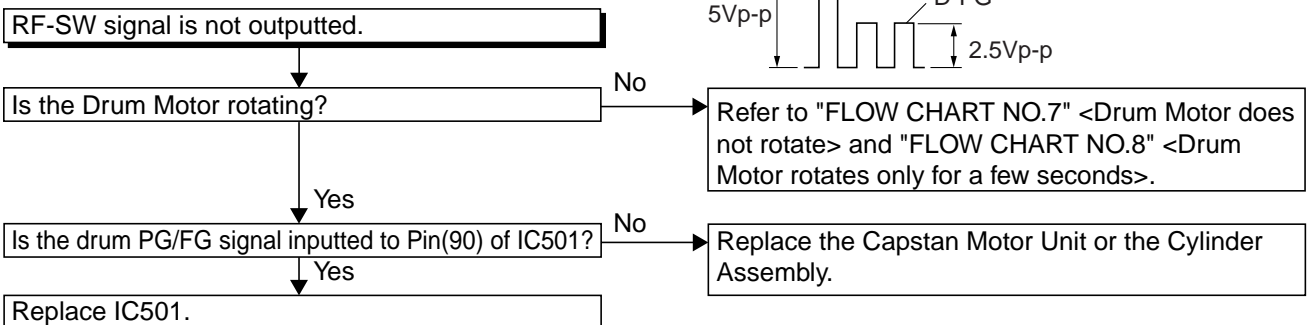 5Vp-p
D-FG
2.5Vp-p
RF-SW signal is not outputted.
Is the Drum Motor rotating?
No
Refer to "FLOW CHART NO.7" <Drum Motor does
not rotate> and "FLOW CHART NO.8" <Drum
Motor rotates only for a few seconds>.
Yes
Is the drum PG/FG signal inputted to Pin(90) of IC501?
No
Replace the Capstan Motor Unit or the Cylinder
Assembly.
Yes
Replace IC501.